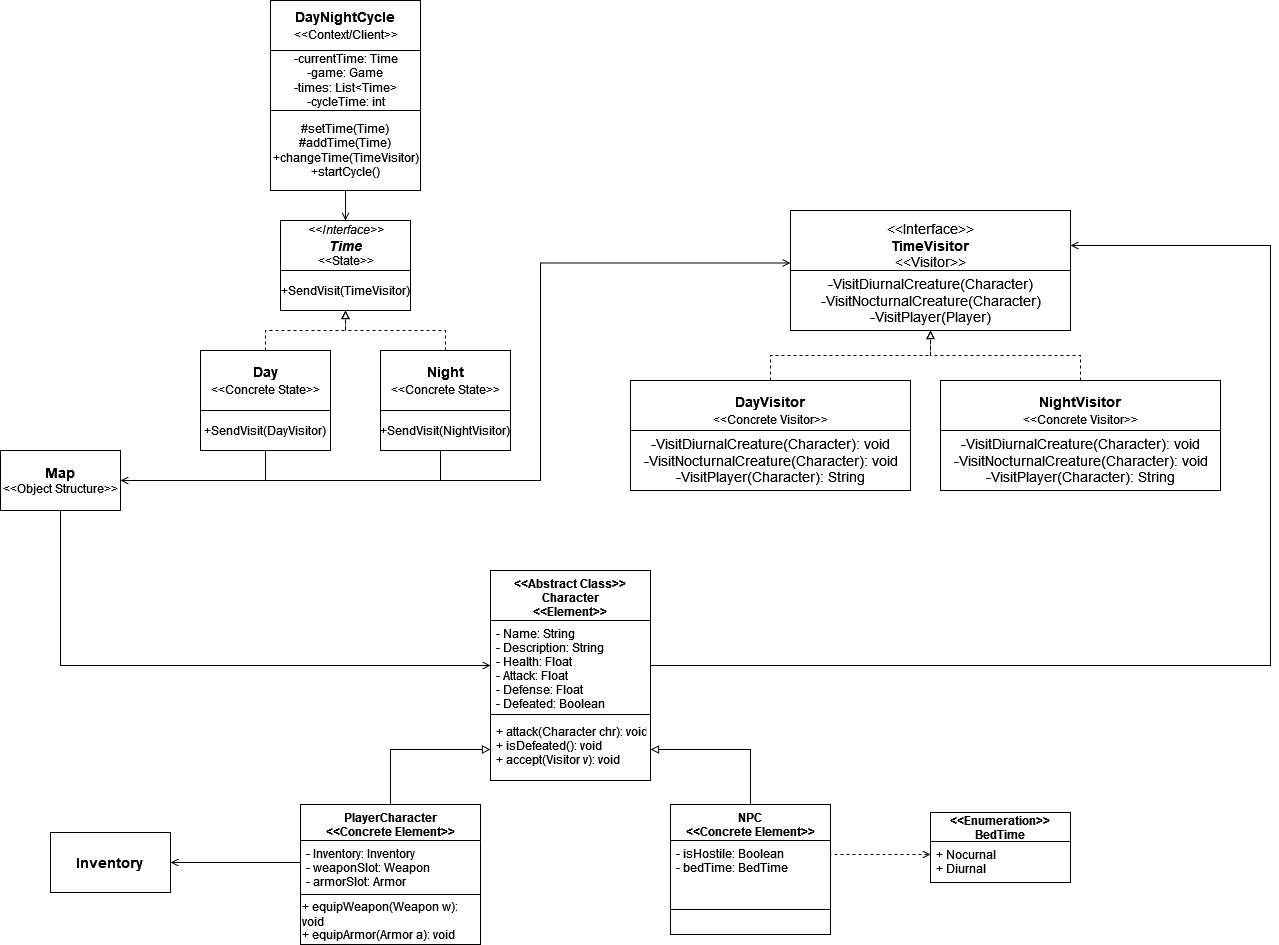 DayNightCycle
<<Context/Client>>
-currentTime: Time
-game: Game
-times: List<Time>
-cycleTime: int
#setTime(Time)
#addTime(Time)
+changeTime(TimeVisitor)
+startCycle()
<<Interface>>
Time
<<State>>
+SendVisit(TimeVisitor)
<<Interface>>
TimeVisitor
<<Visitor>>
-VisitDiurnalCreature(Character)
-VisitNocturnalCreature(Character)
-VisitPlayer(Player)
Day
<<Concrete State>>
+SendVisit(DayVisitor)
Night
<<Concrete State>>
+SendVisit(NightVisitor)
DayVisitor
<<Concrete Visitor>>
-VisitDiurnalCreature(Character): void
-VisitNocturnalCreature(Character): void
-VisitPlayer(Character): String
NightVisitor
<<Concrete Visitor>>
-VisitDiurnalCreature(Character): void
-VisitNocturnalCreature(Character): void
-VisitPlayer(Character): String
Map
<<Object Structure>>
<<Abstract Class>>
Character
<<Element>>
- Name: String
- Description: String
- Health: Float
- Attack: Float
- Defense: Float
- Defeated: Boolean
+ attack(Character chr): void
+ isDefeated(): void
+ accept(Visitor v): void
Inventory
PlayerCharacter
<<Concrete Element>>
- Inventory: Inventory
- weaponSlot: Weapon
- armorSlot: Armor
+ equipWeapon(Weapon w):
void
+ equipArmor(Armor a): void
NPC
<<Concrete Element>>
- isHostile: Boolean
- bedTime: BedTime
<<Enumeration>>
BedTime
+ Nocurnal
+ Diurnal